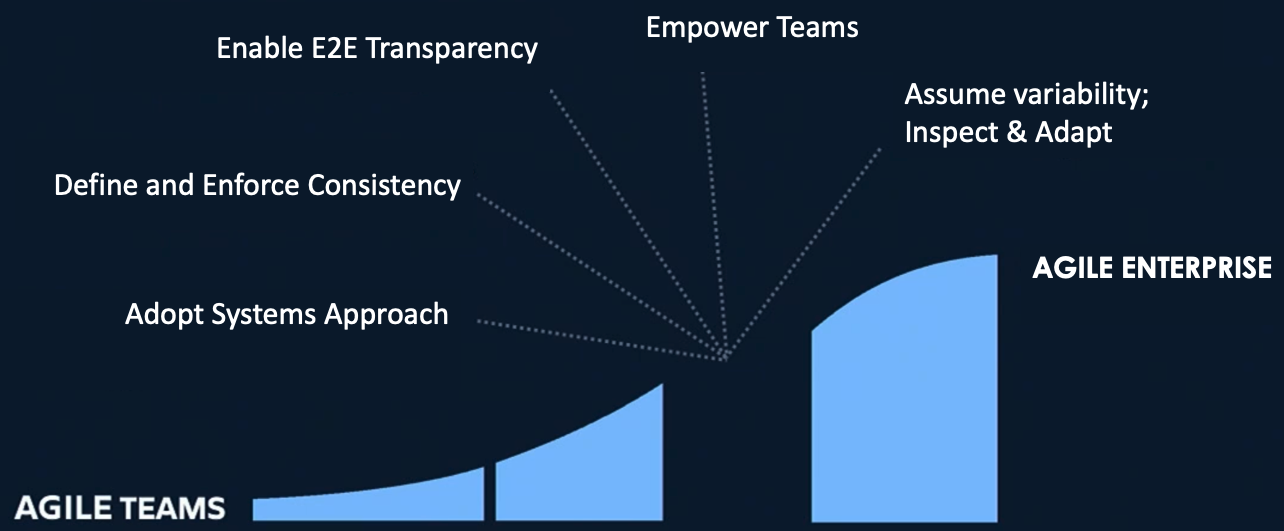 Empower Teams
Enable E2E Transparency
Assume variability;
Inspect & Adapt
Define and Enforce Consistency
AGILE ENTERPRISE
Adopt Systems Approach
AGILE TEAMS